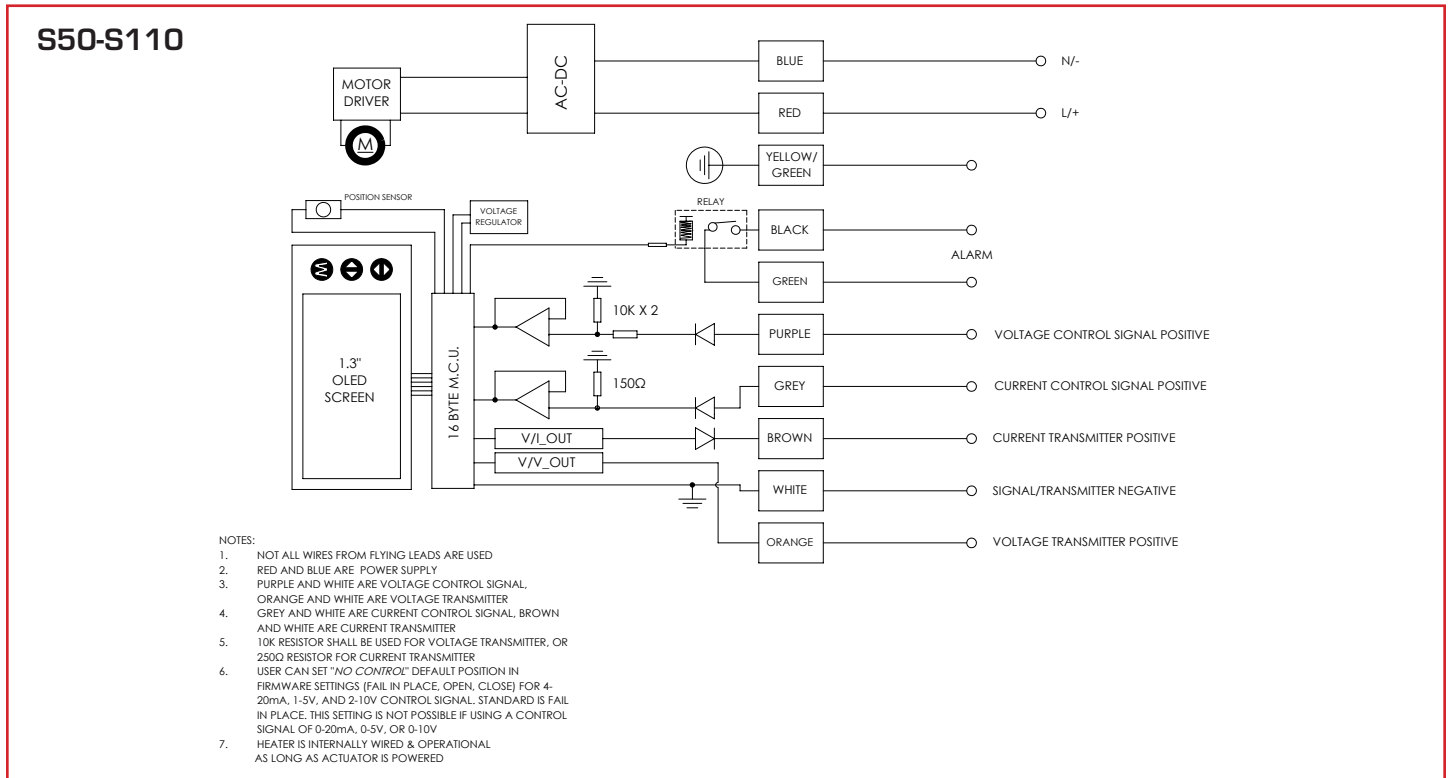 S50-S110
MOTOR
DRIVER
M
AC-DC
BLUE
N/-
RED
L/+
YELLOW/
GREEN
POSITION SENSOR
VOLTAGE
REGULATOR
RELAY
BLACK
ALARM
GREEN
10K X 2
PURPLE
VOLTAGE CONTROL SIGNAL POSITIVE
1.3"
OLED
SCREEN
16 BYTE M.C.U.
150Ω
GREY
CURRENT CONTROL SIGNAL POSITIVE
V/I_OUT
BROWN
CURRENT TRANSMITTER POSITIVE
V/V_OUT
WHITE
SIGNAL/TRANSMITTER NEGATIVE
ORANGE
VOLTAGE TRANSMITTER POSITIVE
NOTES:
1. NOT ALL WIRES FROM FLYING LEADS ARE USED
2. RED AND BLUE ARE POWER SUPPLY
3. PURPLE AND WHITE ARE VOLTAGE CONTROL SIGNAL,
ORANGE AND WHITE ARE VOLTAGE TRANSMITTER
4. GREY AND WHITE ARE CURRENT CONTROL SIGNAL, BROWN
AND WHITE ARE CURRENT TRANSMITTER
5. 10K RESISTOR SHALL BE USED FOR VOLTAGE TRANSMITTER, OR
250Ω RESISTOR FOR CURRENT TRANSMITTER
6. USER CAN SET "NO CONTROL" DEFAULT POSITION IN
FIRMWARE SETTINGS (FAIL IN PLACE, OPEN, CLOSE) FOR 4-
20mA, 1-5V, AND 2-10V CONTROL SIGNAL. STANDARD IS FAIL
IN PLACE. THIS SETTING IS NOT POSSIBLE IF USING A CONTROL
SIGNAL OF 0-20mA, 0-5V, OR 0-10V
7. HEATER IS INTERNALLY WIRED & OPERATIONAL
AS LONG AS ACTUATOR IS POWERED